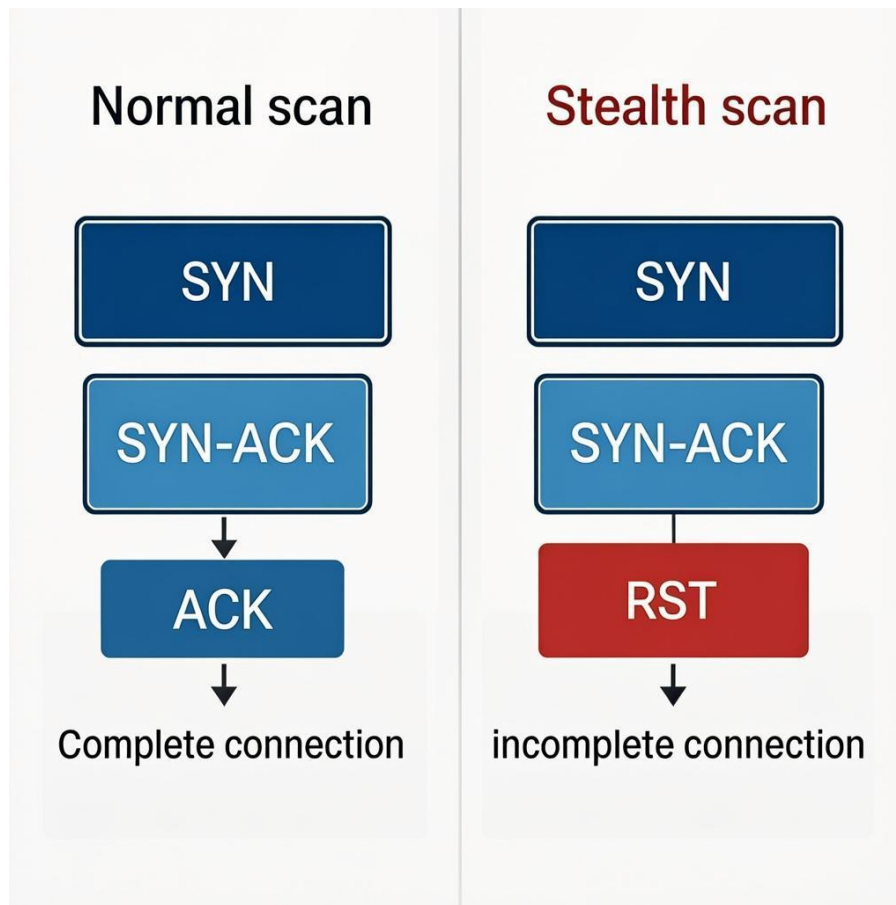 Normal scan
SYN
SYN-ACK
ACK
Complete connection
Stealth scan
SYN
SYN-ACK
RST
incomplete connection